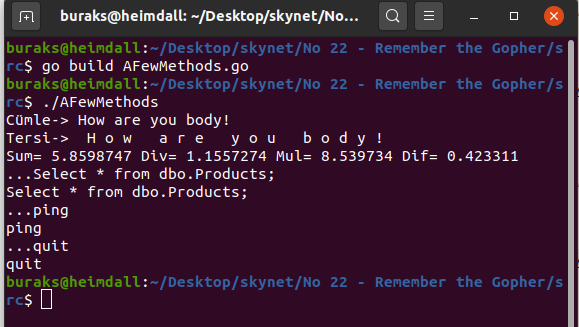 buraks@heimdall: ~/Desktop/skynet/No...
buraks@heimdall:~/Desktop/skynet/No 22 - Remember the Gopher/s
rc$ go build AFewMethods.go
buraks@heimdall:~/Desktop/skynet/No 22 - Remember the Gopher/s
rc$ ./AFewMethods
Cümle-> How are you body!
Tersi->  H o w   a r e   y o u   b o d y !
Sum= 5.8598747 Div= 1.1557274 Mul= 8.539734 Dif= 0.423311
...Select * from dbo.Products;
Select * from dbo.Products;
...ping
ping
...quit
quit
buraks@heimdall:~/Desktop/skynet/No 22 - Remember the Gopher/s
rc$